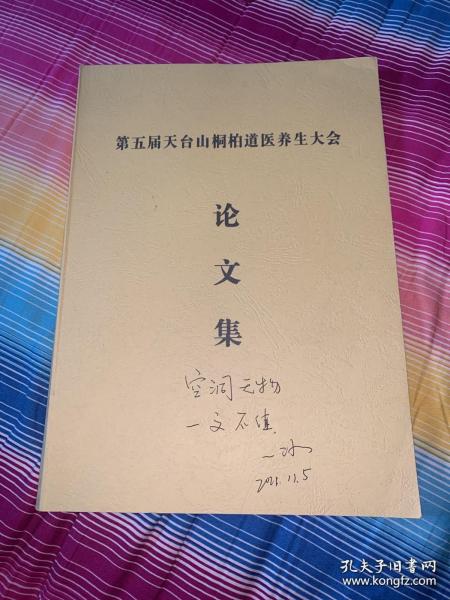 第五届天台山桐柏道医养生大会
论
文
集
空洞无物
一文不值
2021.11.5
孔夫子旧书网
www.kongfz.com